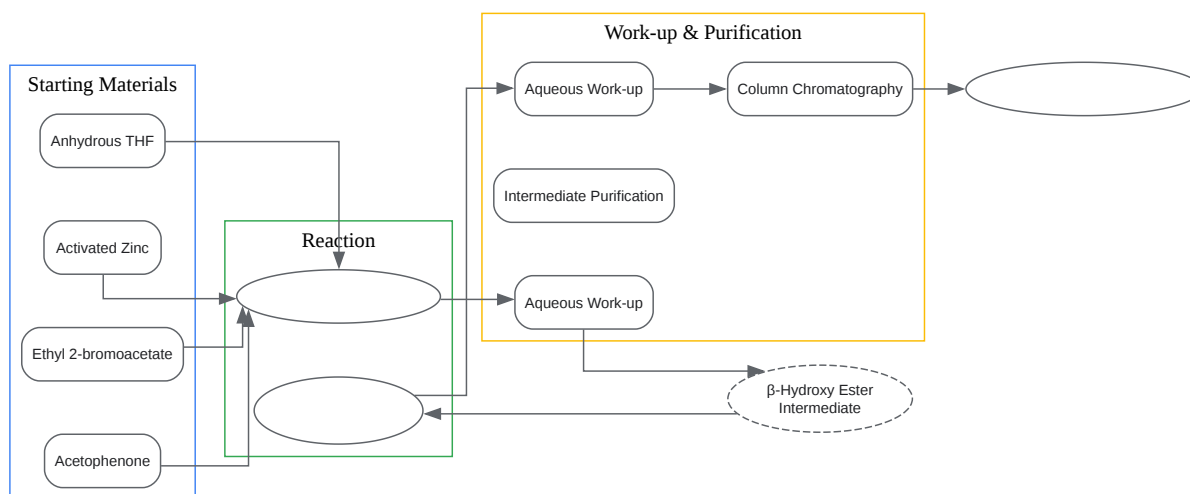 Work-up & Purification
Starting Materials
Aqueous Work-up
Column Chromatography
Anhydrous THF
Intermediate Purification
Reaction
Activated Zinc
Aqueous Work-up
Ethyl 2-bromoacetate
β-Hydroxy Ester
Intermediate
Acetophenone